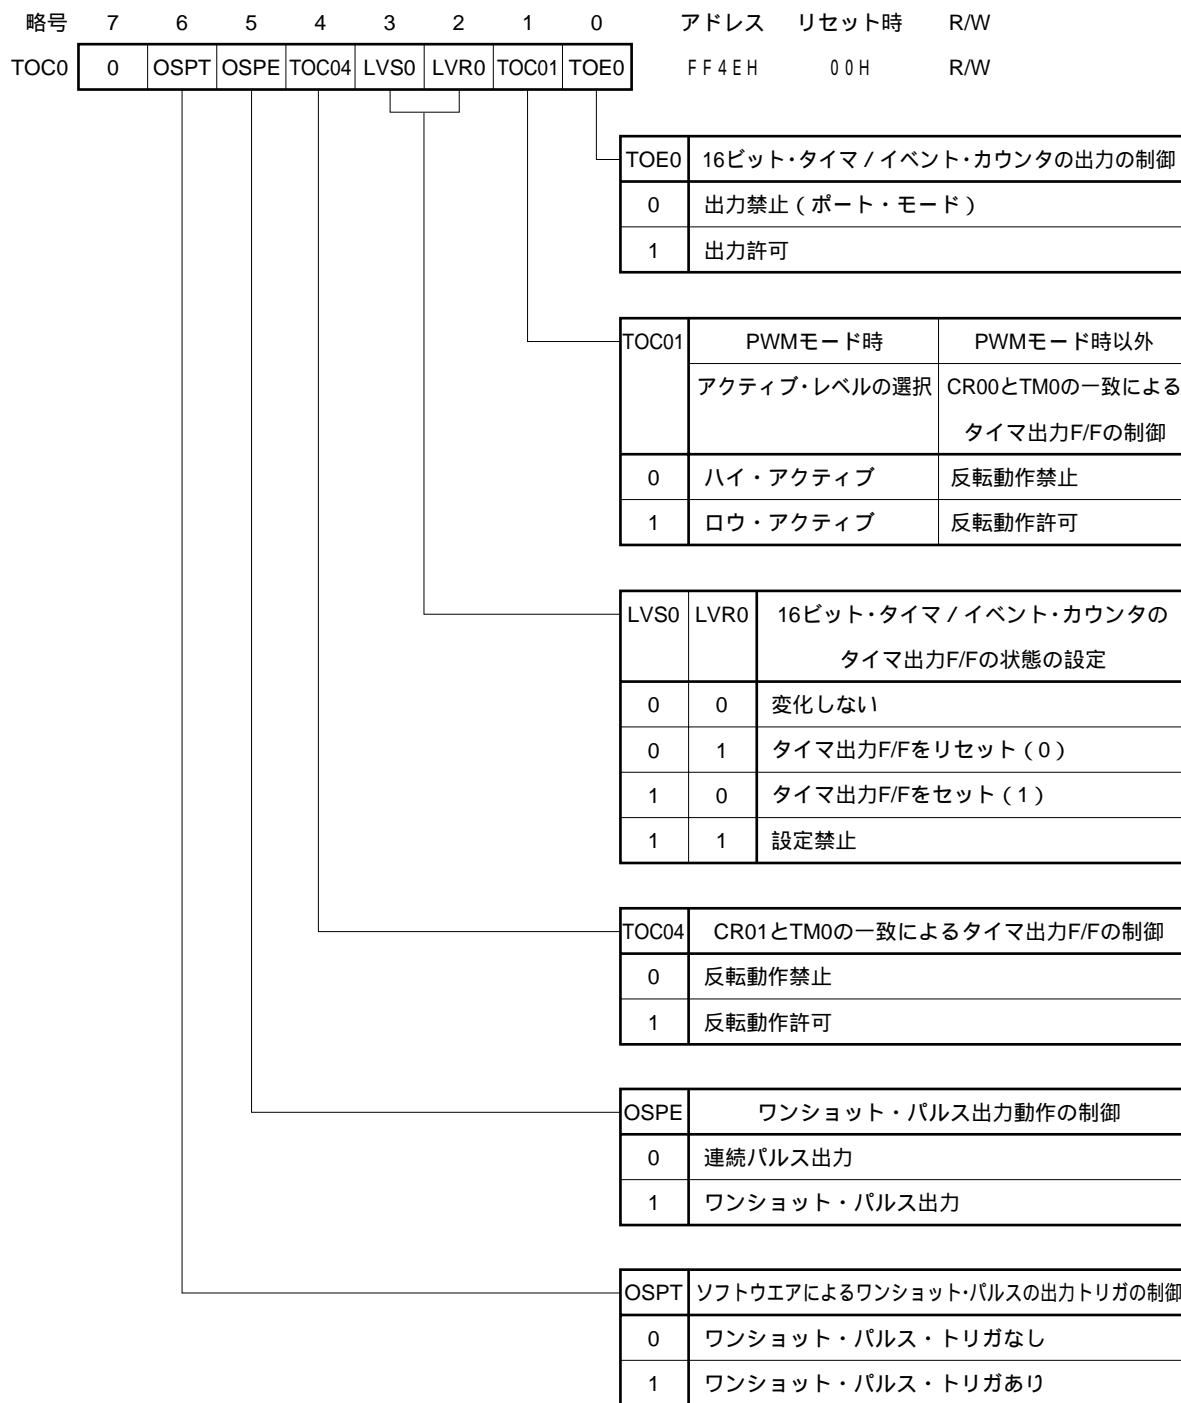 略号 7 6 5 4 3 2 1 0 アドレス リセット時 R/W
TOC0 0 OSPT OSPE TOC04 LVS0 LVR0 TOC01 TOE0 FF4EH 00H R/W
TOE0 16ビット・タイマ/イベント・カウンタの出力の制御
0 出力禁止(ポート・モード)
1 出力許可
TOC01 PWMモード時 PWMモード時以外
アクティブ・レベルの選択 CR00とTM0の一致による
タイマ出力F/Fの制御
0 ハイ・アクティブ 反転動作禁止
1 ロウ・アクティブ 反転動作許可
LVS0 LVR0 16ビット・タイマ/イベント・カウンタの
タイマ出力F/Fの状態の設定
0 0 変化しない
0 1 タイマ出力F/Fをリセット(0)
1 0 タイマ出力F/Fをセット(1)
1 1 設定禁止
TOC04 CR01とTM0の一致によるタイマ出力F/Fの制御
0 反転動作禁止
1 反転動作許可
OSPE ワンショット・パルス出力動作の制御
0 連続パルス出力
1 ワンショット・パルス出力
OSPT ソフトウエアによるワンショット・パルスの出力トリガの制御
0 ワンショット・パルス・トリガなし
1 ワンショット・パルス・トリガあり